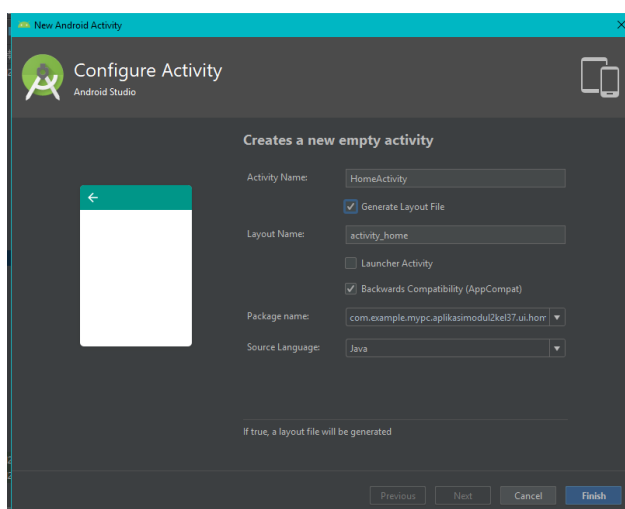 New Android Activity
Configure Activity
Android Studio
Creates a new empty activity
Activity Name: HomeActivity
Generate Layout File
Layout Name: activity_home
Launcher Activity
Backwards Compatibility (AppCompat)
Package name: com.example.mypc.aplikasimodul2kel37.ui.hom
Source Language: Java
If true, a layout file will be generated
Previous Next Cancel Finish